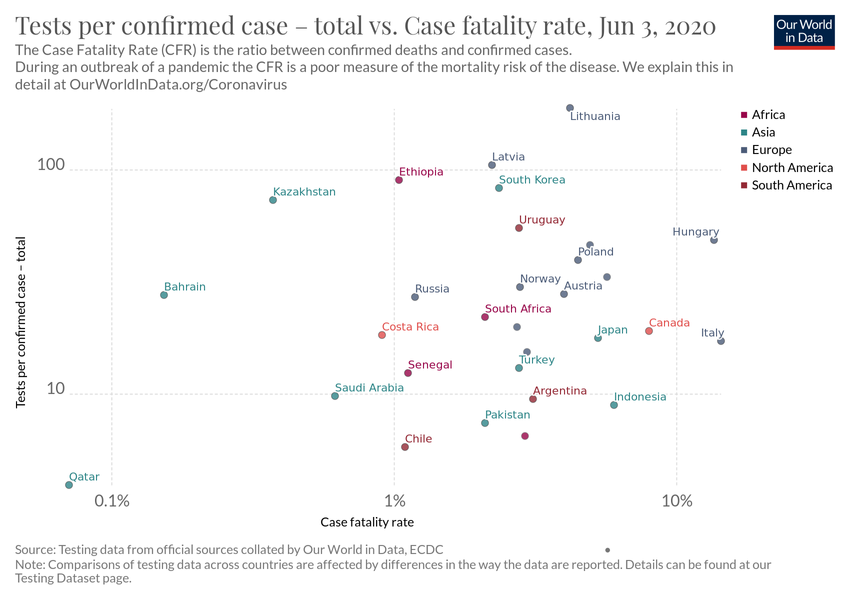 Tests per confirmed case – total vs. Case fatality rate, Jun 3, 2020
Our World
in Data
The Case Fatality Rate (CFR) is the ratio between confirmed deaths and confirmed cases.
During an outbreak of a pandemic the CFR is a poor measure of the mortality risk of the disease. We explain this in
detail at OurWorldInData.org/Coronavirus
Africa
Asia
Europe
North America
South America
Tests per confirmed case – total
100
10
Lithuania
Latvia
Ethiopia
South Korea
Kazakhstan
Uruguay
Hungary
Poland
Norway
Austria
Bahrain
Russia
South Africa
Costa Rica
Canada
Japan
Italy
Turkey
Senegal
Saudi Arabia
Argentina
Indonesia
Pakistan
Chile
Qatar
0.1%
1%
10%
Case fatality rate
Source: Testing data from official sources collated by Our World in Data, ECDC
Note: Comparisons of testing data across countries are affected by differences in the way the data are reported. Details can be found at our
Testing Dataset page.